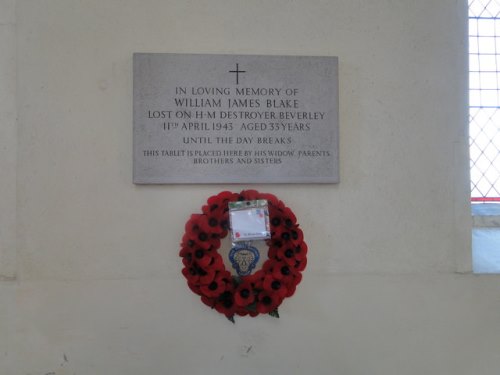 IN LOVING MEMORY OF
WILLIAM JAMES BLAKE
LOST ON H·M DESTROYER BEVERLEY
11TH APRIL 1943 AGED 33 YEARS
UNTIL THE DAY BREAKS
THIS TABLET IS PLACED HERE BY HIS WIDOW, PARENTS,
BROTHERS AND SISTERS